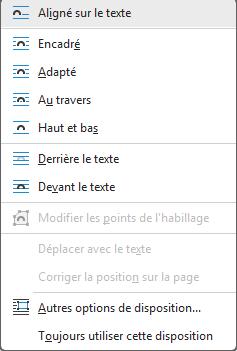 Aligné sur le texte
Encadré
Adapté
Au travers
Haut et bas
Derrière le texte
Devant le texte
Modifier les points de l'habillage
Déplacer avec le texte
Corriger la position sur la page
Autres options de disposition...
Toujours utiliser cette disposition